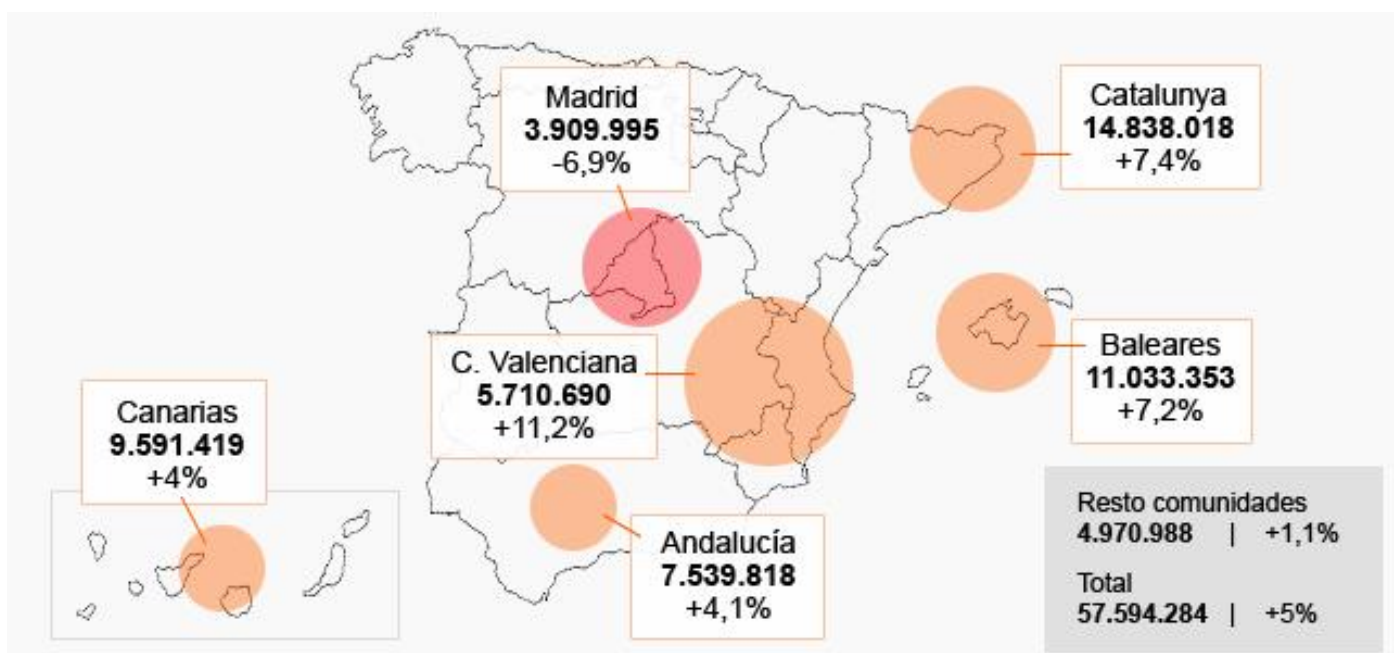 Madrid
3.909.995
-6,9%
Catalunya
14.838.018
+7,4%
C. Valenciana
5.710.690
+11,2%
Baleares
11.033.353
+7,2%
Canarias
9.591.419
+4%
Andalucía
7.539.818
+4,1%
Resto comunidades
4.970.988 | +1,1%
Total
57.594.284 | +5%